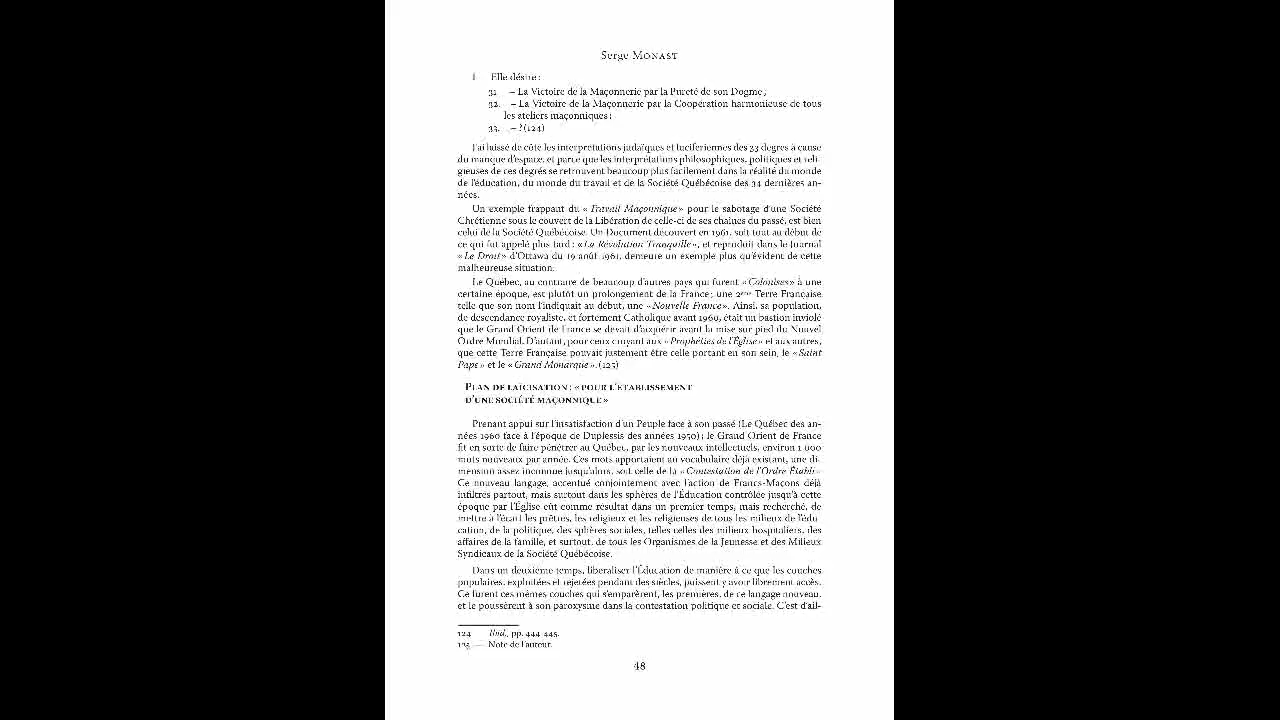 Serge MONAST
I Elle désire :
31 – La Victoire de la Maçonnerie par la Pureté de son Dogme ;
32. – La Victoire de la Maçonnerie par la Coopération harmonieuse de tous
les ateliers maçonniques ;
33. – ? (124)
J'ai laissé de côté les interprétations judaïques et lucifériennes des 33 degrés à cause
du manque d'espace, et parce que les interprétations philosophiques, politiques et reli-
gieuses de ces degrés se retrouvent beaucoup plus facilement dans la réalité du monde
de l'éducation, du monde du travail et de la Société Québécoise des 34 dernières an-
nées.
Un exemple frappant du « Travail Maçonnique » pour le sabotage d'une Société
Chrétienne sous le couvert de la Libération de celle-ci de ses chaînes du passé, est bien
celui de la Société Québécoise. Un Document découvert en 1961, soit tout au début de
ce qui fut appelé plus tard : « La Révolution Tranquille », et reproduit dans le Journal
« Le Droit » d'Ottawa du 19 août 1961, demeure un exemple plus qu'évident de cette
malheureuse situation.
Le Québec, au contraire de beaucoup d'autres pays qui furent « Colonisés » à une
certaine époque, est plutôt un prolongement de la France ; une 2ème Terre Française
telle que son nom l'indiquait au début, une « Nouvelle France ». Ainsi, sa population,
de descendance royaliste, et fortement Catholique avant 1960, était un bastion inviolé
que le Grand Orient de France se devait d'acquérir avant la mise sur pied du Nouvel
Ordre Mondial. D'autant, pour ceux croyant aux « Prophéties de l'Église » et aux autres,
que cette Terre Française pouvait justement être celle portant en son sein, le « Saint
Pape » et le « Grand Monarque ». (125)
PLAN DE LAÏCISATION : « POUR L'ÉTABLISSEMENT
D'UNE SOCIÉTÉ MAÇONNIQUE »
Prenant appui sur l'insatisfaction d'un Peuple face à son passé (Le Québec des an-
nées 1960 face à l'époque de Duplessis des années 1950) ; le Grand Orient de France
fit en sorte de faire pénétrer au Québec, par les nouveaux intellectuels, environ 1 000
mots nouveaux par année. Ces mots apportaient au vocabulaire déjà existant, une di-
mension assez inconnue jusqu'alors, soit celle de la « Contestation de l'Ordre Établi »
Ce nouveau langage, accentué conjointement avec l'action de Francs-Maçons déjà
infiltrés partout, mais surtout dans les sphères de l'Éducation contrôlée jusqu'à cette
époque par l'Église eût comme résultat dans un premier temps, mais recherché, de
mettre à l'écart les prêtres, les religieux et les religieuses de tous les milieux de l'édu-
cation, de la politique, des sphères sociales, telles celles des milieux hospitaliers, des
affaires de la famille, et surtout, de tous les Organismes de la Jeunesse et des Milieux
Syndicaux de la Société Québécoise.
Dans un deuxième temps, libéraliser l'Éducation de manière à ce que les couches
populaires, exploitées et rejetées pendant des siècles, puissent y avoir librement accès.
Ce furent ces mêmes couches qui s'emparèrent, les premières, de ce langage nouveau,
et le poussèrent à son paroxysme dans la contestation politique et sociale. C'est d'ail-
124 — Ibid., pp. 444-445.
125 — Note de l'auteur.
48